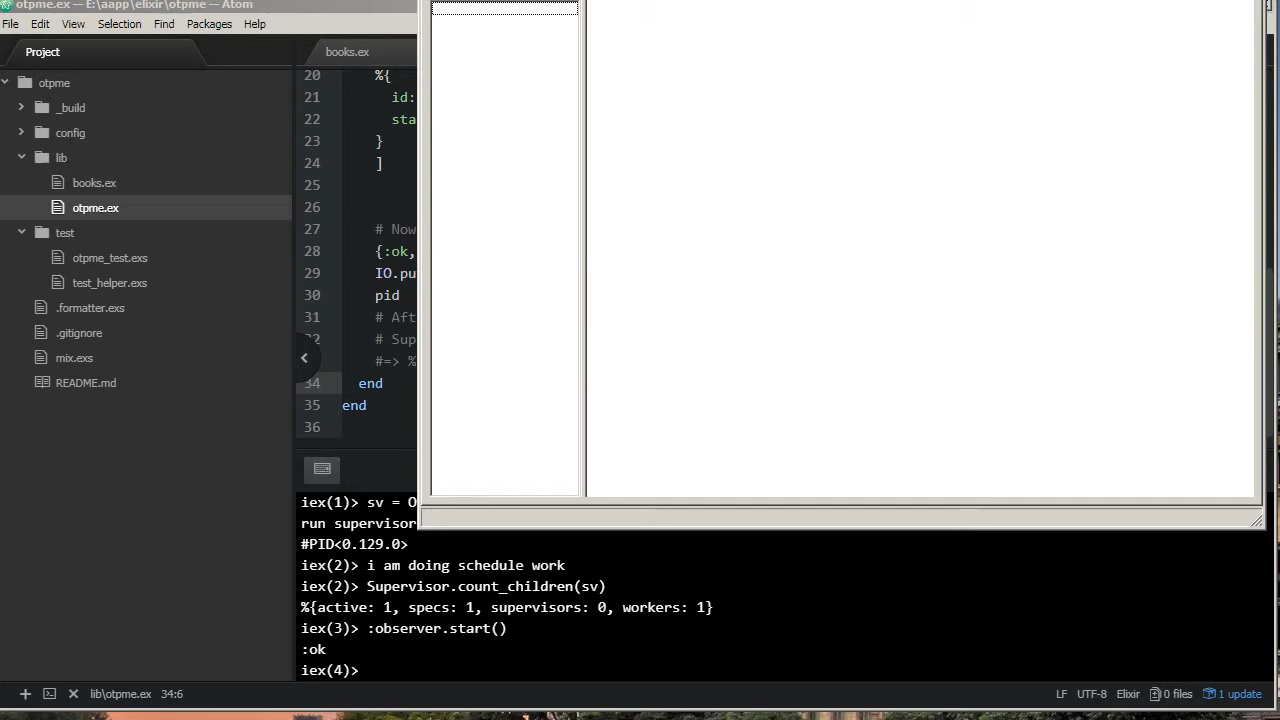 otpme.ex — E:\aapp\elixir\otpme — Atom
File Edit View Selection Find Packages Help
Project
books.ex
otpme
_build
config
lib
books.ex
otpme.ex
test
otpme_test.exs
test_helper.exs
.formatter.exs
.gitignore
mix.exs
README.md
20 %{
21 id:
22 sta
23 }
24 ]
25
26
27 # Now
28 {:ok,
29 IO.pu
30 pid
31 # Aft
32 # Sup
#=> %
34 end
35 end
36
iex(1)> sv = O
run supervisor
#PID<0.129.0>
iex(2)> i am doing schedule work
iex(2)> Supervisor.count_children(sv)
%{active: 1, specs: 1, supervisors: 0, workers: 1}
iex(3)> :observer.start()
:ok
iex(4)>
lib\otpme.ex 34:6 LF UTF-8 Elixir 0 files 1 update